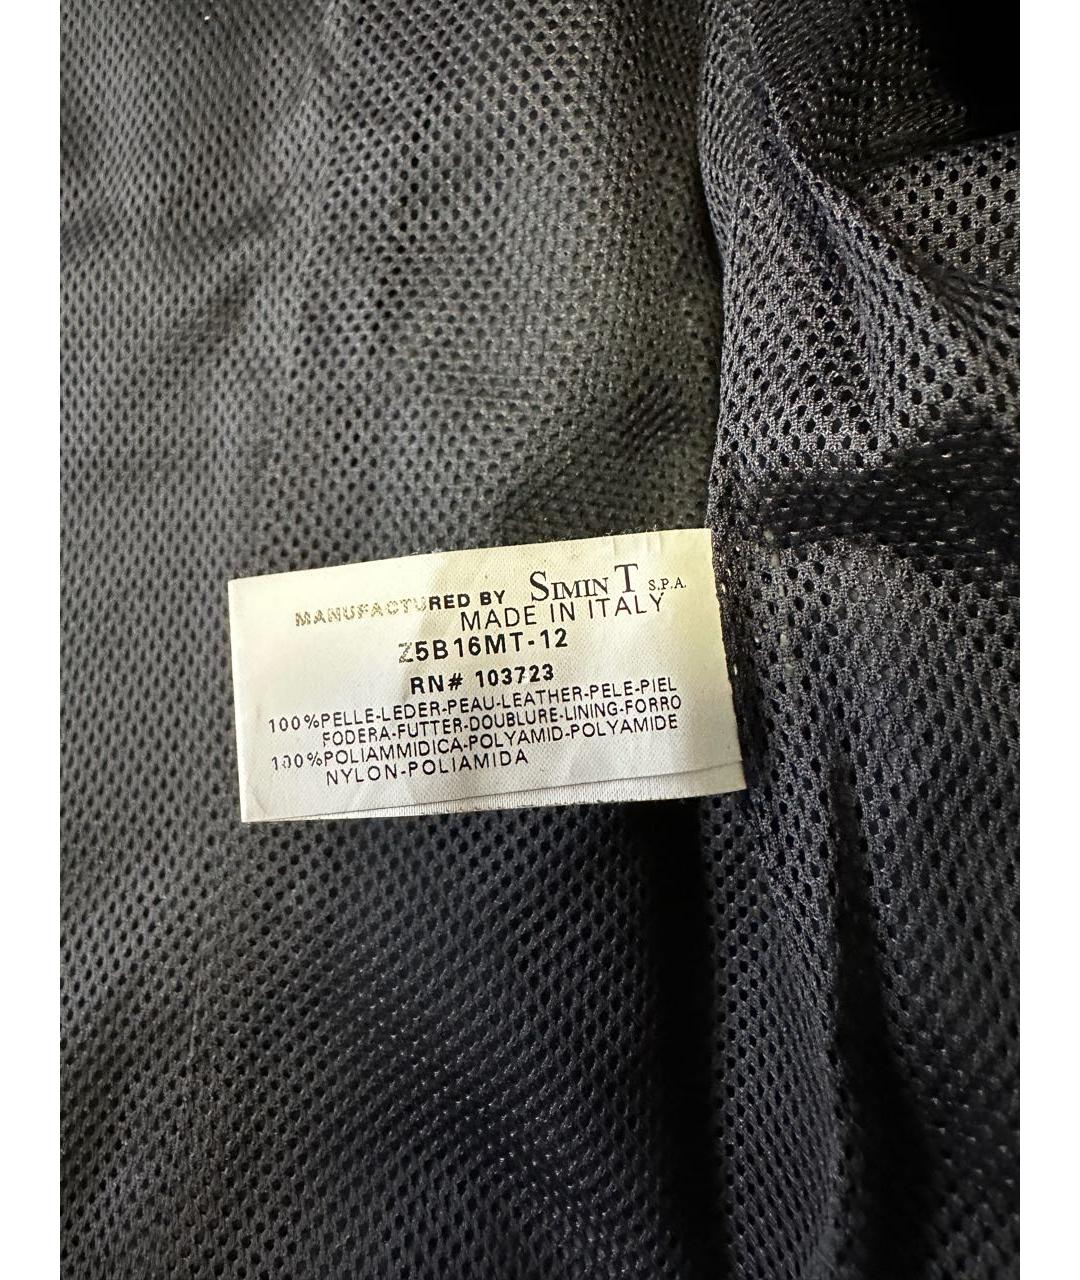 MANUFACTURED BY SIMIN T S.P.A.
MADE IN ITALY
Z5B16MT-12
RN# 103723
100%PELLE-LEDER-PEAU-LEATHER-PELE-PIEL
FODERA-FUTTER-DOUBLURE-LINING-FORRO
100%POLIAMMIDICA-POLYAMID-POLYAMIDE
NYLON-POLIAMIDA